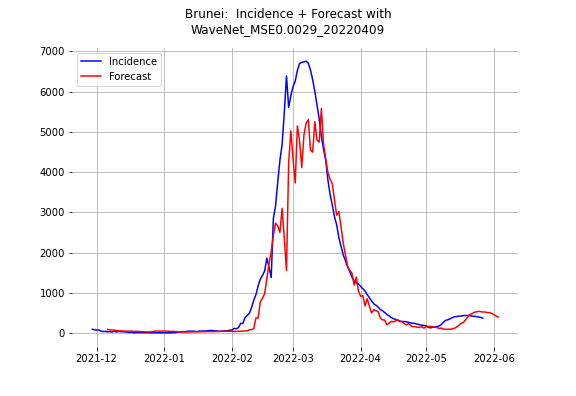 Brunei:  Incidence + Forecast with
WaveNet_MSE0.0029_20220409
Incidence
Forecast
7000
6000
5000
4000
3000
2000
1000
0
2021-12 2022-01 2022-02 2022-03 2022-04 2022-05 2022-06